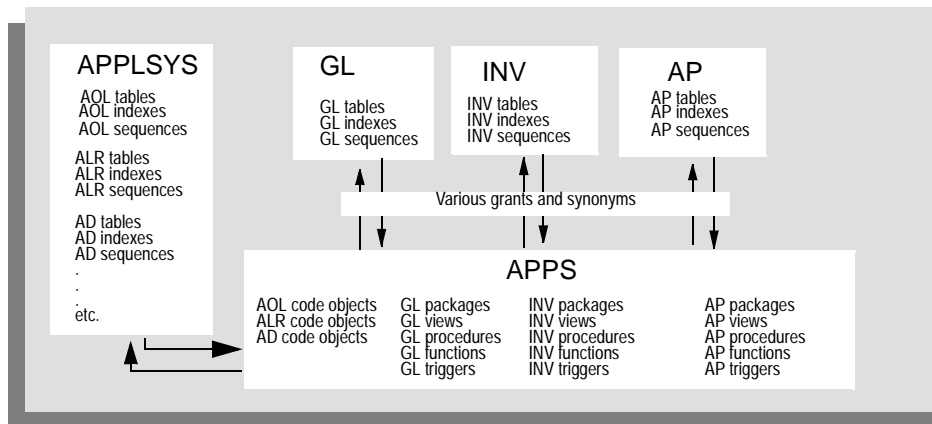 APPLSYS
AOL tables
AOL indexes
AOL sequences
ALR tables
ALR indexes
ALR sequences
AD tables
AD indexes
AD sequences
.
.
.
etc.
GL
GL tables
GL indexes
GL sequences
INV
INV tables
INV indexes
INV sequences
AP
AP tables
AP indexes
AP sequences
Various grants and synonyms
APPS
AOL code objects
ALR code objects
AD code objects
GL packages
GL views
GL procedures
GL functions
GL triggers
INV packages
INV views
INV procedures
INV functions
INV triggers
AP packages
AP views
AP procedures
AP functions
AP triggers